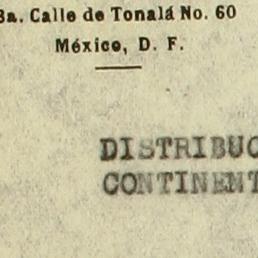 3a. Calle de Tonalá No. 60
México, D. F.
DISTRIBUC
CONTINENT